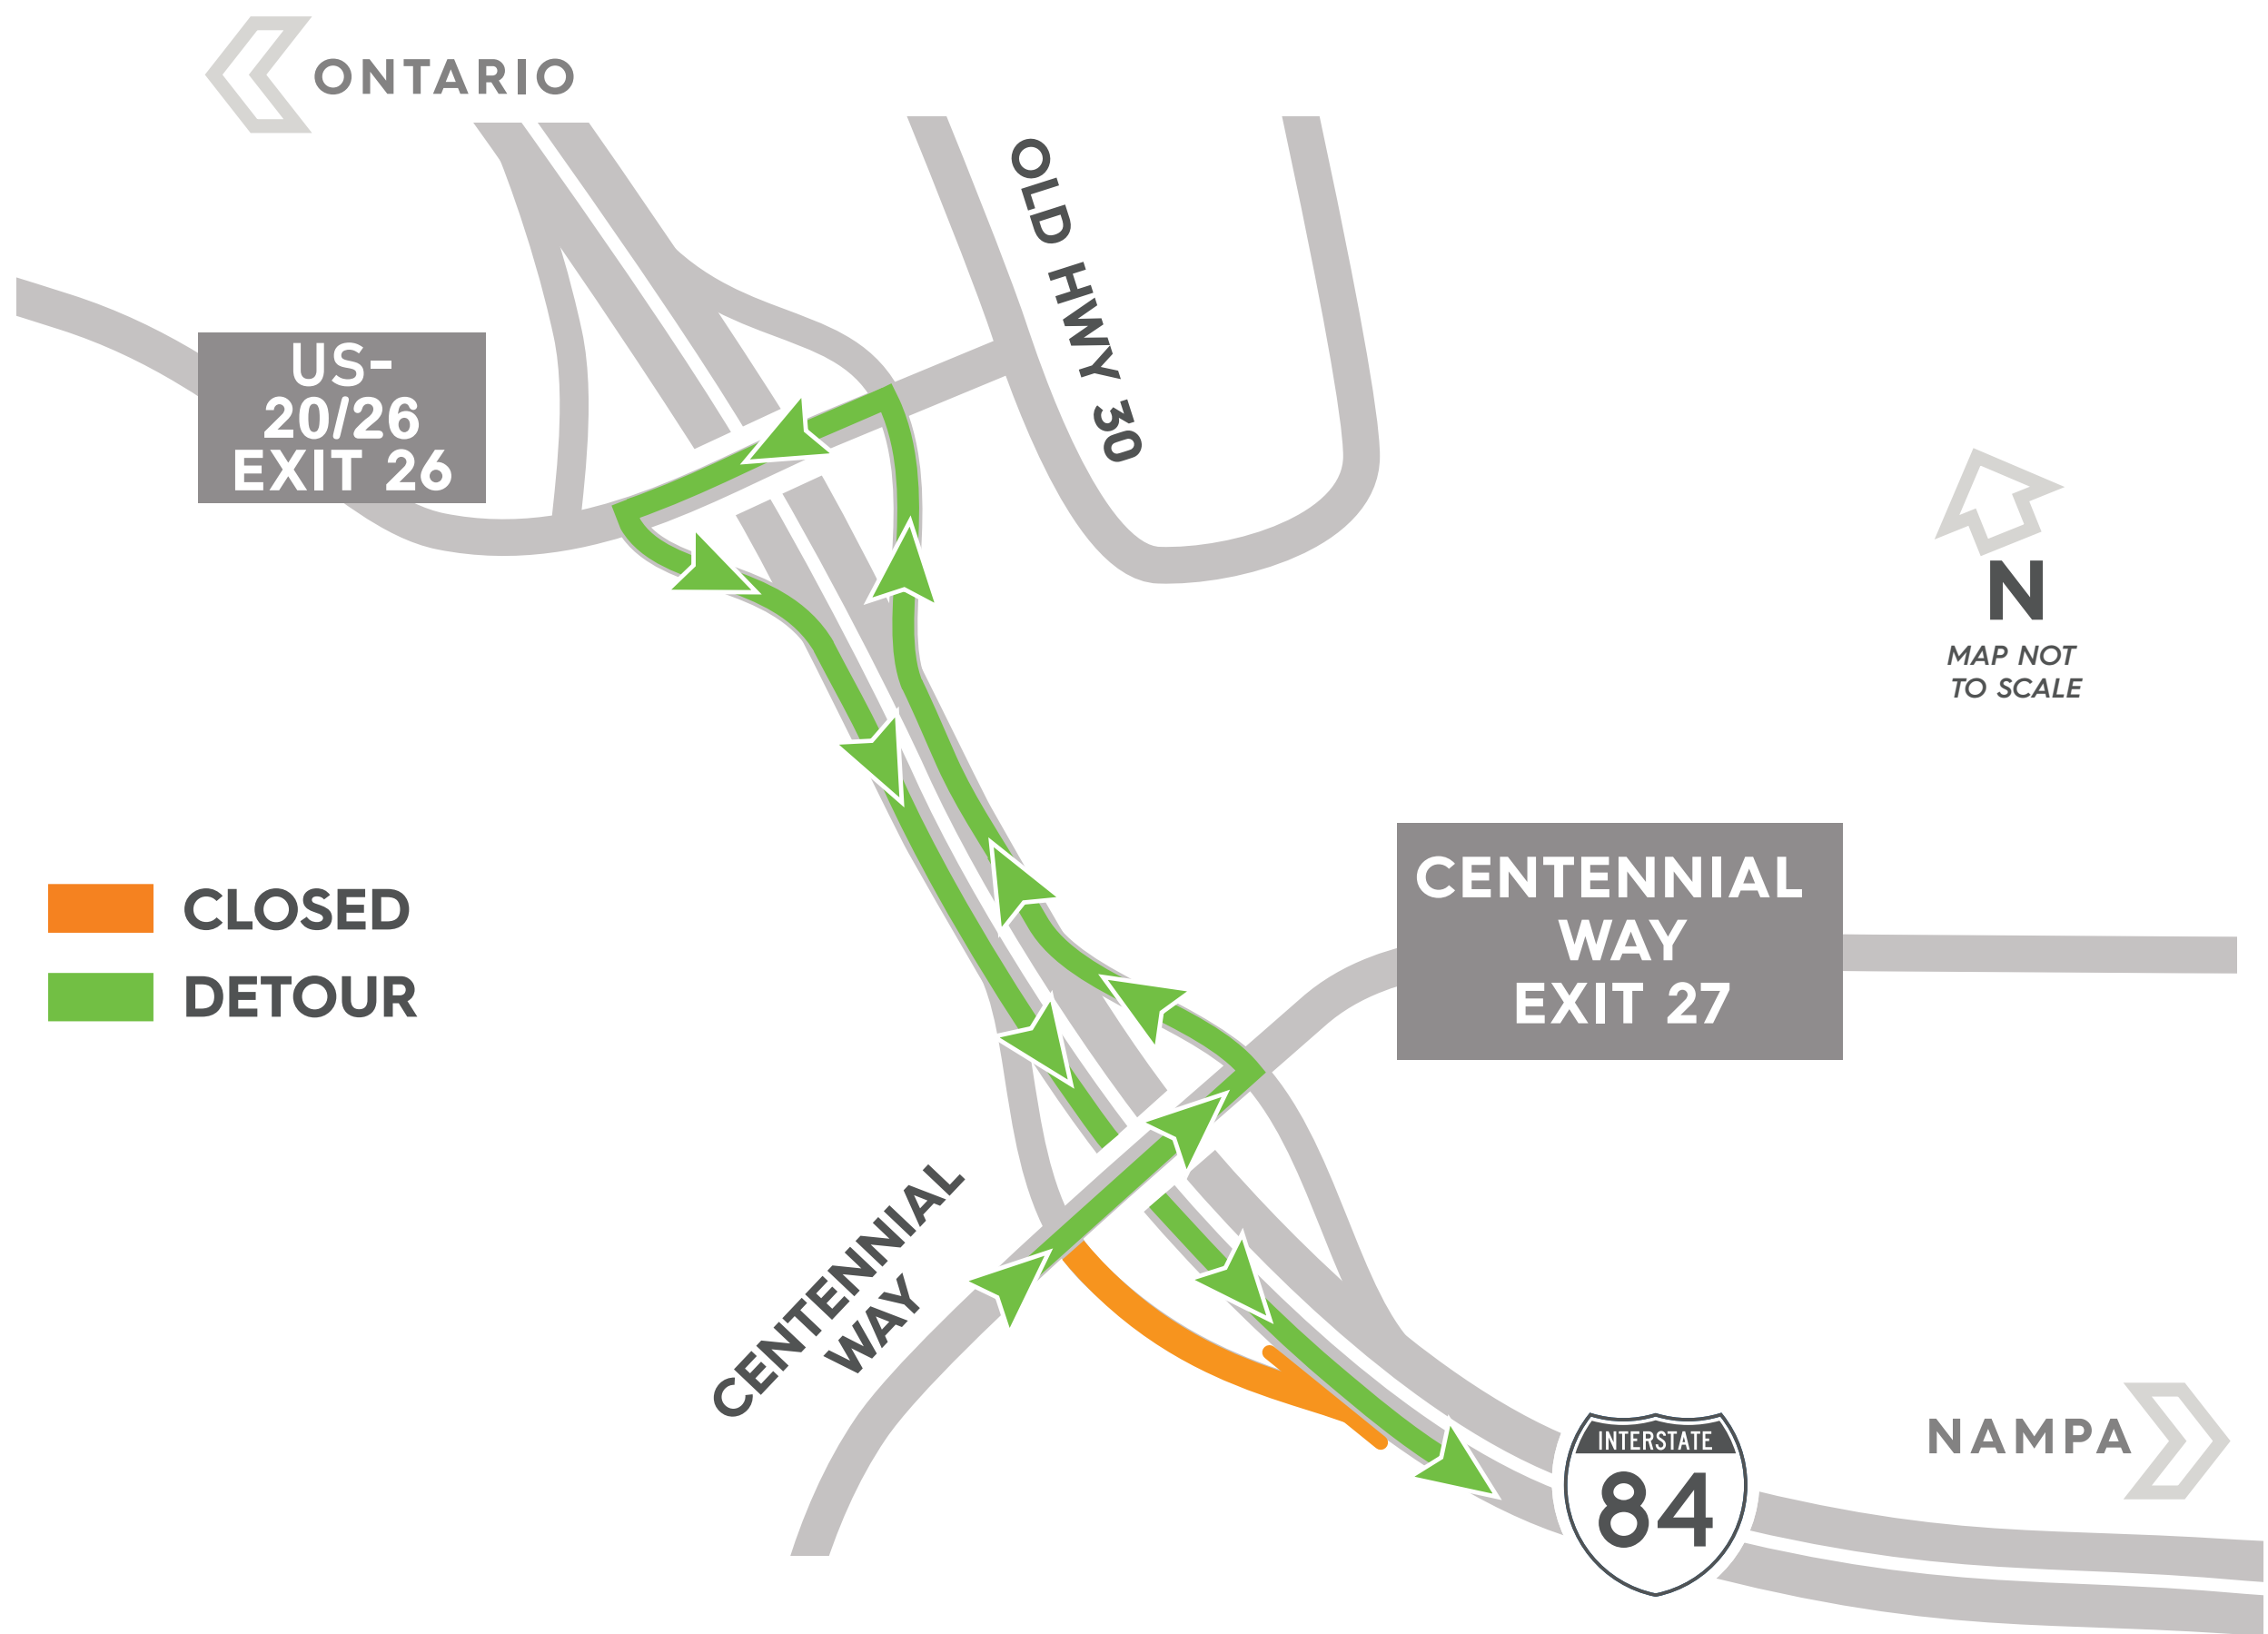 ONTARIO
OLD HWY 30
US-
20/26
EXIT 26
N
MAP NOT
TO SCALE
CENTENNIAL
WAY
EXIT 27
CLOSED
DETOUR
CENTENNIAL
WAY
NAMPA
INTERSTATE
84